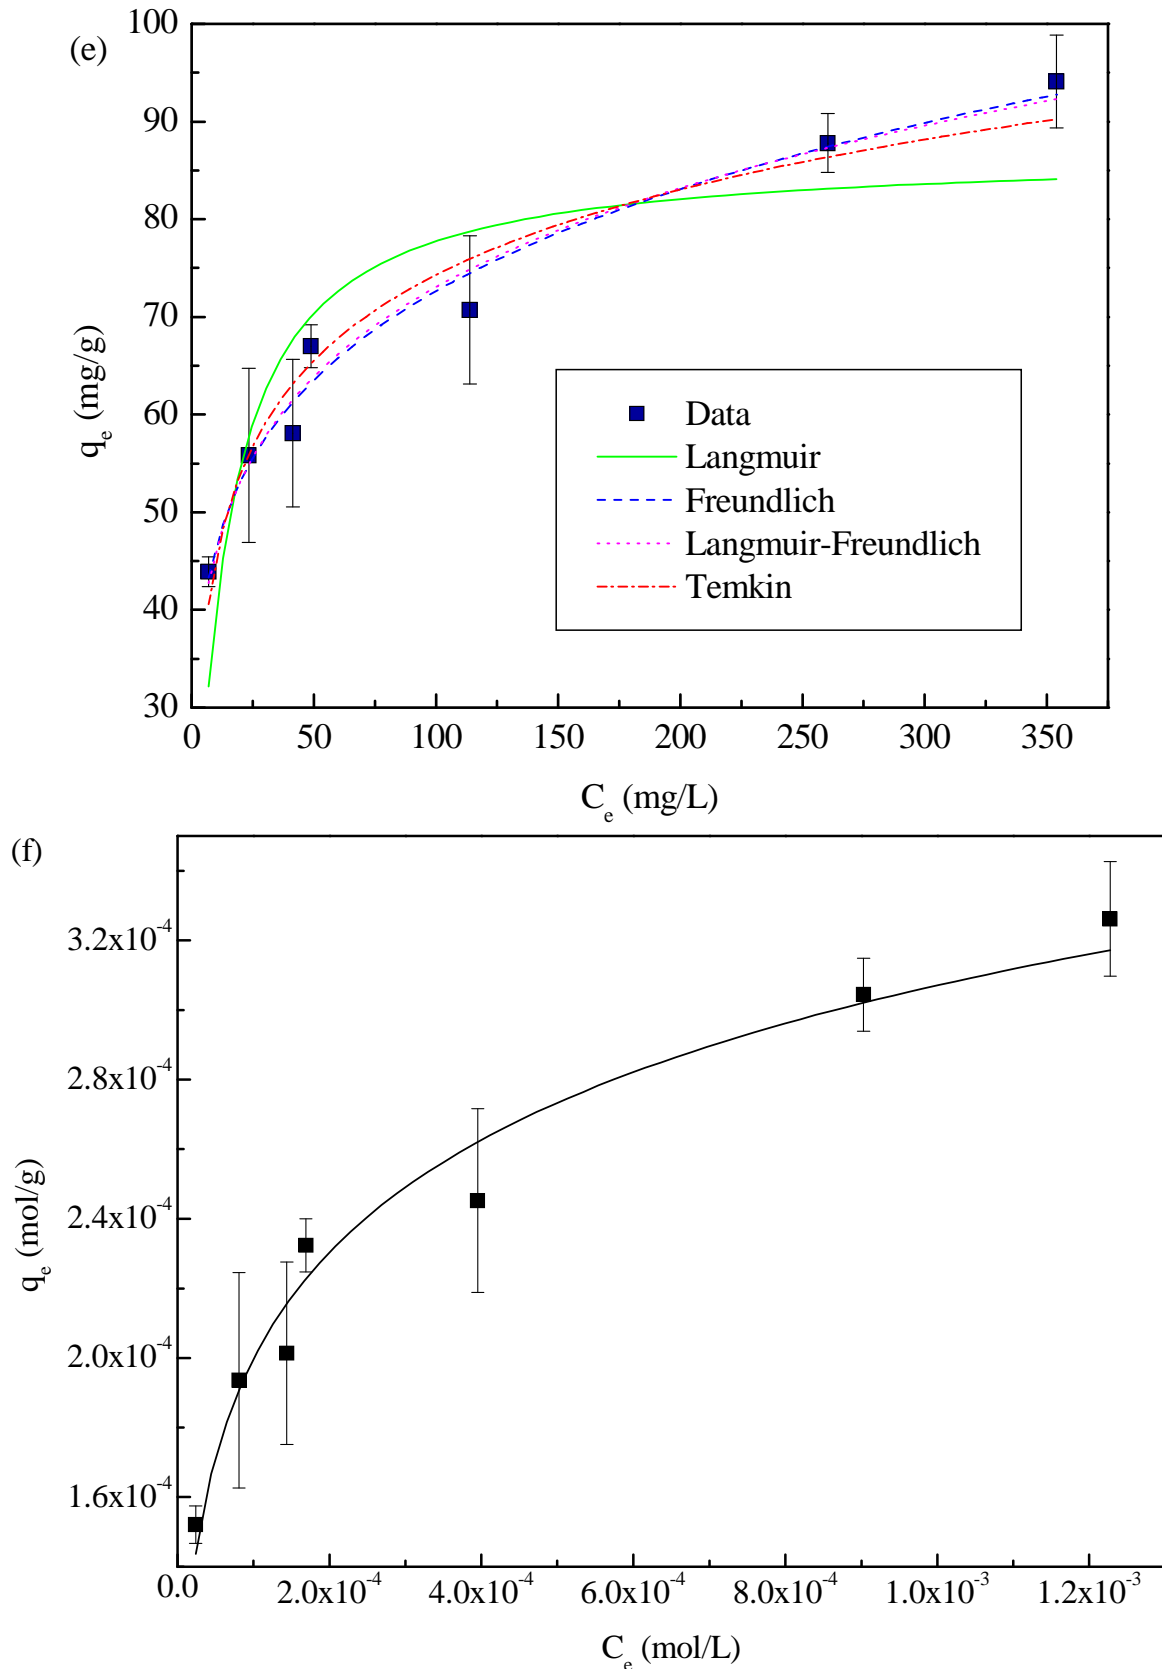 (e)
100
90
80
70
60
50
40
30
q_e (mg/g)
Data
Langmuir
Freundlich
Langmuir-Freundlich
Temkin
0 50 100 150 200 250 300 350
C_e (mg/L)
(f)
3.2x10^-4
2.8x10^-4
2.4x10^-4
2.0x10^-4
1.6x10^-4
q_e (mol/g)
0.0 2.0x10^-4 4.0x10^-4 6.0x10^-4 8.0x10^-4 1.0x10^-3 1.2x10^-3
C_e (mol/L)